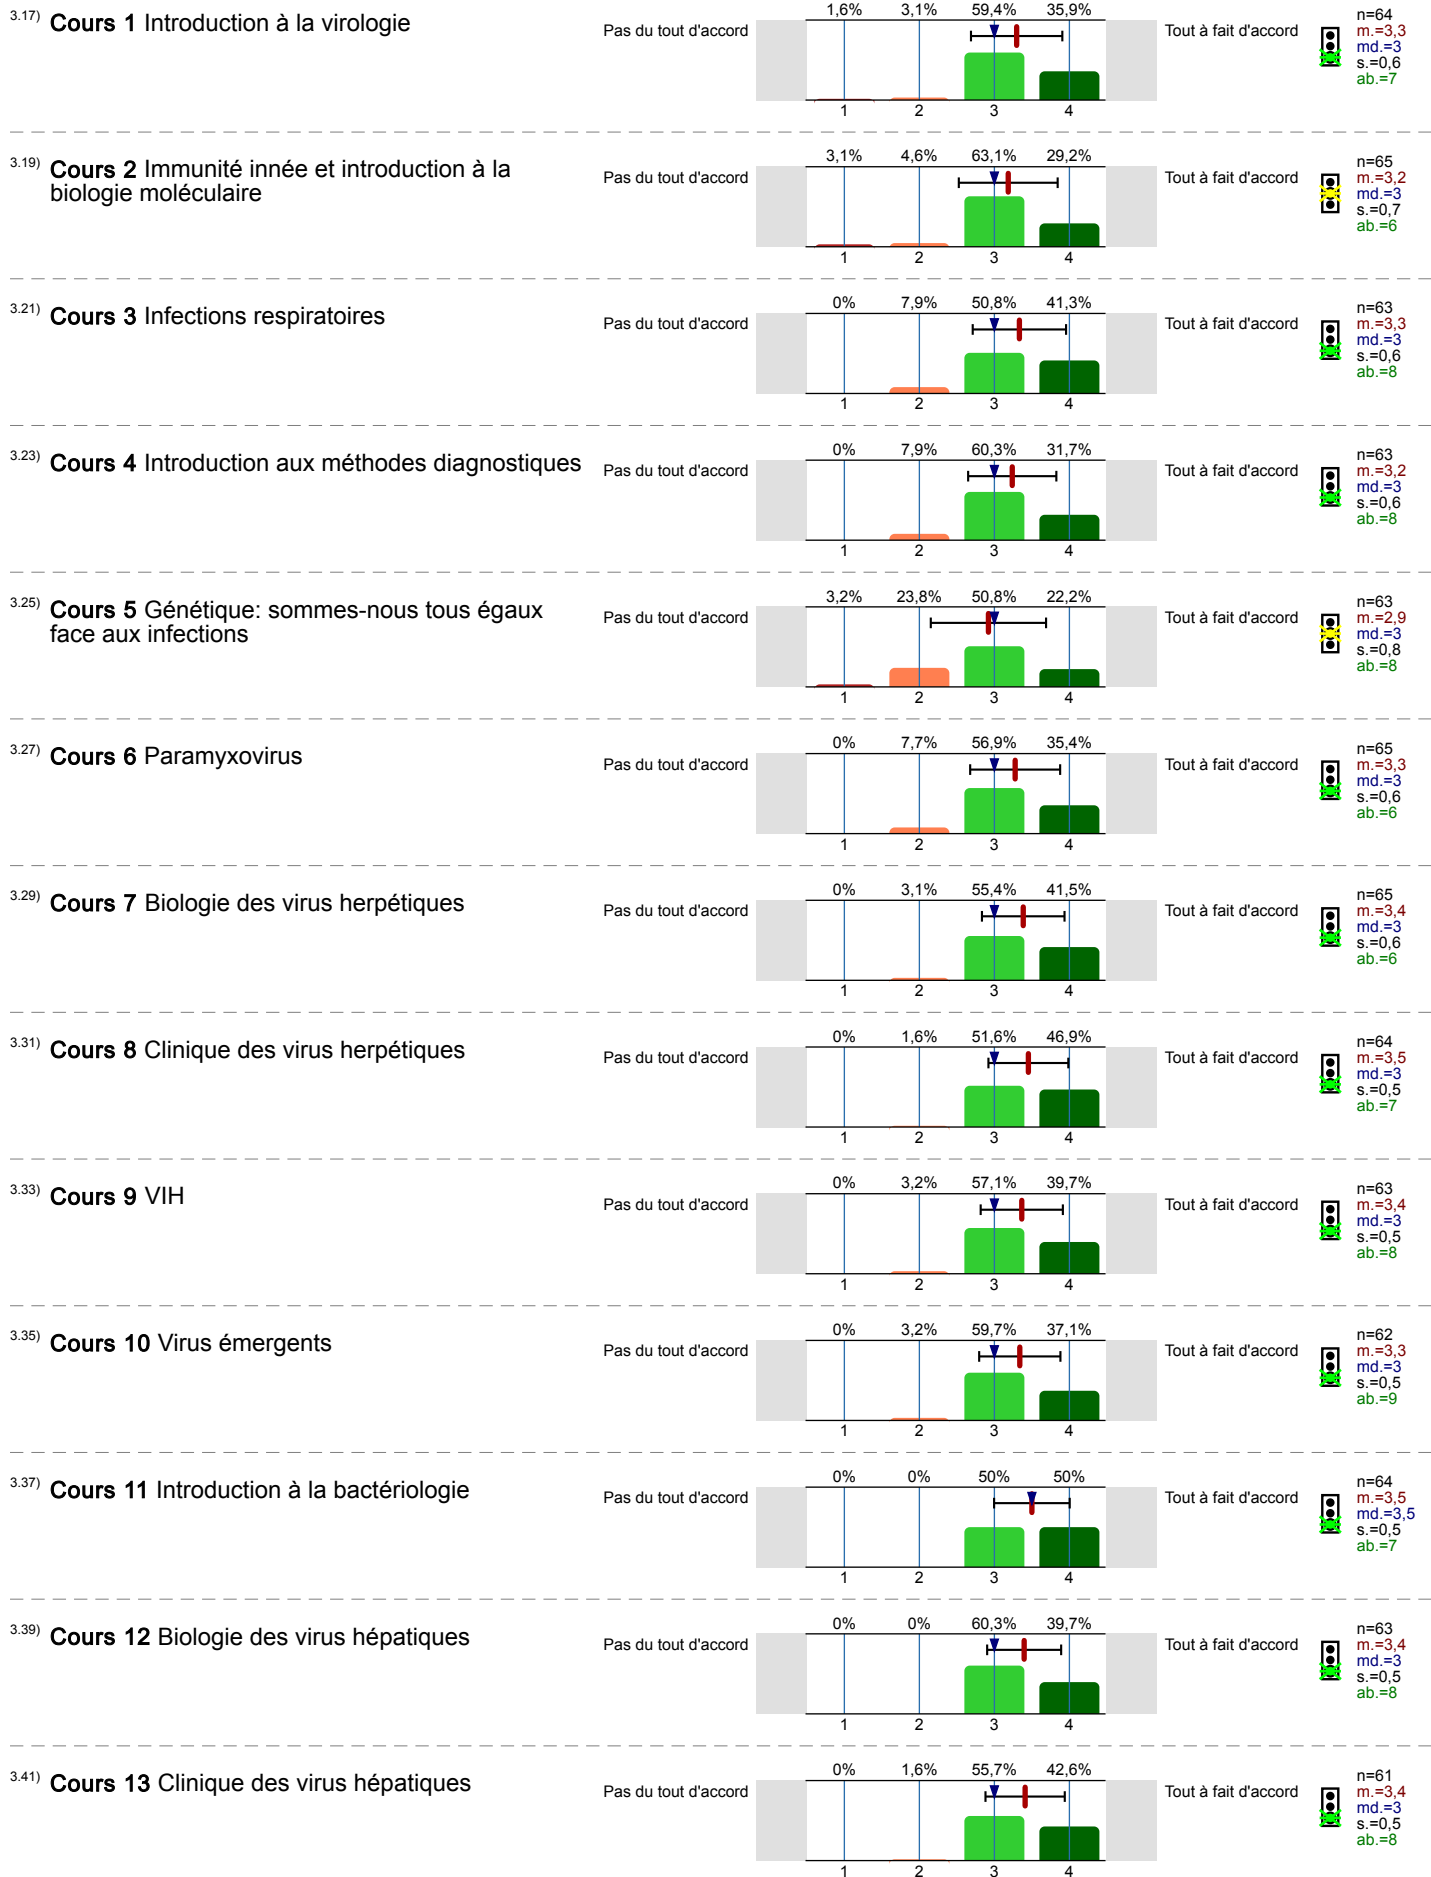 3.17) Cours 1 Introduction à la virologie
Pas du tout d'accord
1,6% 3,1% 59,4% 35,9%
1 2 3 4
Tout à fait d'accord
n=64
m.=3,3
md.=3
s.=0,6
ab.=7
3.19) Cours 2 Immunité innée et introduction à la
biologie moléculaire
Pas du tout d'accord
3,1% 4,6% 63,1% 29,2%
1 2 3 4
Tout à fait d'accord
n=65
m.=3,2
md.=3
s.=0,7
ab.=6
3.21) Cours 3 Infections respiratoires
Pas du tout d'accord
0% 7,9% 50,8% 41,3%
1 2 3 4
Tout à fait d'accord
n=63
m.=3,3
md.=3
s.=0,6
ab.=8
3.23) Cours 4 Introduction aux méthodes diagnostiques
Pas du tout d'accord
0% 7,9% 60,3% 31,7%
1 2 3 4
Tout à fait d'accord
n=63
m.=3,2
md.=3
s.=0,6
ab.=8
3.25) Cours 5 Génétique: sommes-nous tous égaux
face aux infections
Pas du tout d'accord
3,2% 23,8% 50,8% 22,2%
1 2 3 4
Tout à fait d'accord
n=63
m.=2,9
md.=3
s.=0,8
ab.=8
3.27) Cours 6 Paramyxovirus
Pas du tout d'accord
0% 7,7% 56,9% 35,4%
1 2 3 4
Tout à fait d'accord
n=65
m.=3,3
md.=3
s.=0,6
ab.=6
3.29) Cours 7 Biologie des virus herpétiques
Pas du tout d'accord
0% 3,1% 55,4% 41,5%
1 2 3 4
Tout à fait d'accord
n=65
m.=3,4
md.=3
s.=0,6
ab.=6
3.31) Cours 8 Clinique des virus herpétiques
Pas du tout d'accord
0% 1,6% 51,6% 46,9%
1 2 3 4
Tout à fait d'accord
n=64
m.=3,5
md.=3
s.=0,5
ab.=7
3.33) Cours 9 VIH
Pas du tout d'accord
0% 3,2% 57,1% 39,7%
1 2 3 4
Tout à fait d'accord
n=63
m.=3,4
md.=3
s.=0,5
ab.=8
3.35) Cours 10 Virus émergents
Pas du tout d'accord
0% 3,2% 59,7% 37,1%
1 2 3 4
Tout à fait d'accord
n=62
m.=3,3
md.=3
s.=0,5
ab.=9
3.37) Cours 11 Introduction à la bactériologie
Pas du tout d'accord
0% 0% 50% 50%
1 2 3 4
Tout à fait d'accord
n=64
m.=3,5
md.=3,5
s.=0,5
ab.=7
3.39) Cours 12 Biologie des virus hépatiques
Pas du tout d'accord
0% 0% 60,3% 39,7%
1 2 3 4
Tout à fait d'accord
n=63
m.=3,4
md.=3
s.=0,5
ab.=8
3.41) Cours 13 Clinique des virus hépatiques
Pas du tout d'accord
0% 1,6% 55,7% 42,6%
1 2 3 4
Tout à fait d'accord
n=61
m.=3,4
md.=3
s.=0,5
ab.=8